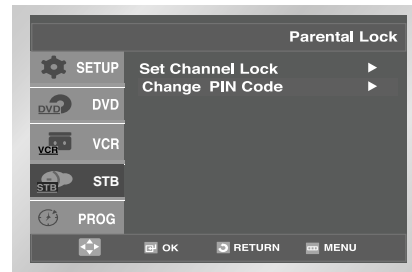 Parental Lock
SETUP
DVD DVD
VCR VCR
STB STB
PROG
Set Channel Lock ►
Change PIN Code ►
OK RETURN MENU